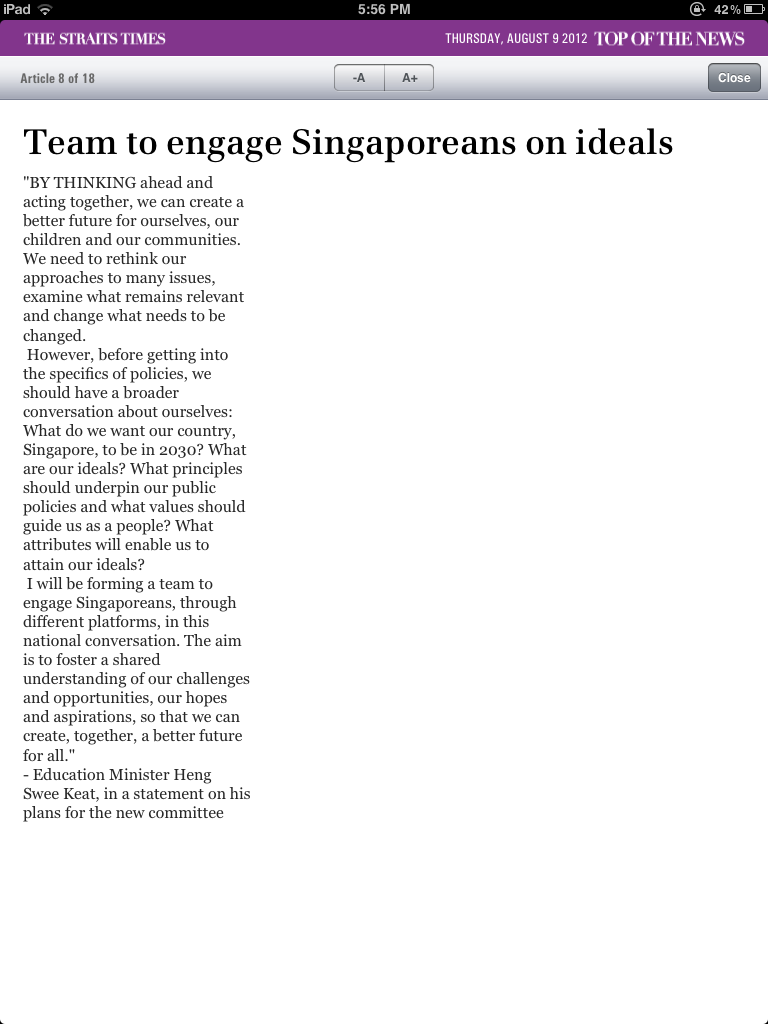 iPad 5:56 PM 42%
THE STRAITS TIMES THURSDAY, AUGUST 9 2012 TOP OF THE NEWS
Article 8 of 18 -A A+ Close
Team to engage Singaporeans on ideals
"BY THINKING ahead and
acting together, we can create a
better future for ourselves, our
children and our communities.
We need to rethink our
approaches to many issues,
examine what remains relevant
and change what needs to be
changed.
However, before getting into
the specifics of policies, we
should have a broader
conversation about ourselves:
What do we want our country,
Singapore, to be in 2030? What
are our ideals? What principles
should underpin our public
policies and what values should
guide us as a people? What
attributes will enable us to
attain our ideals?
I will be forming a team to
engage Singaporeans, through
different platforms, in this
national conversation. The aim
is to foster a shared
understanding of our challenges
and opportunities, our hopes
and aspirations, so that we can
create, together, a better future
for all."
- Education Minister Heng
Swee Keat, in a statement on his
plans for the new committee